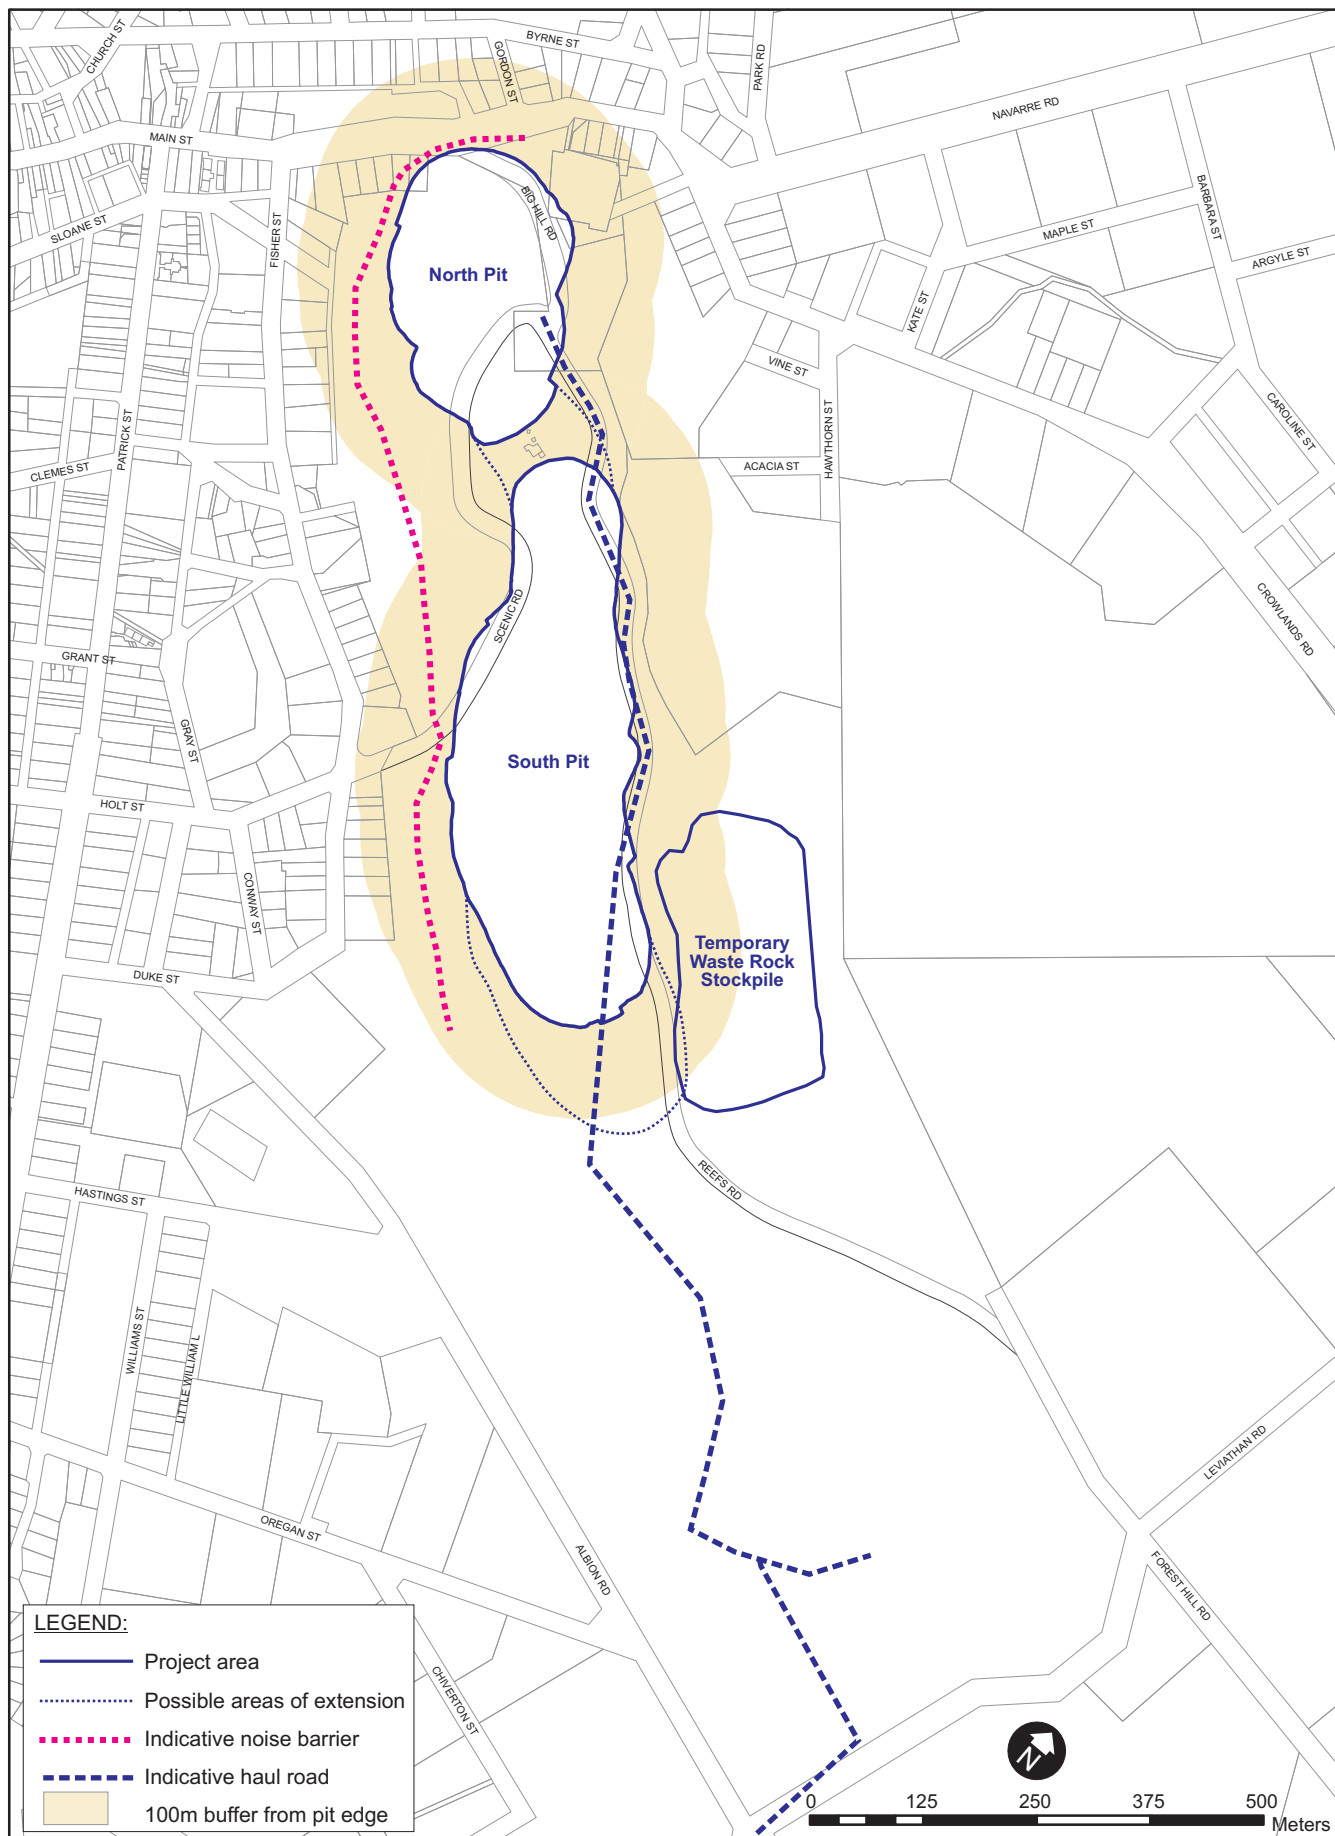 CHURCH ST
BYRNE ST
GORDON ST
PARK RD
NAVARRE RD
MAIN ST
BIG HILL RD
BARBARA ST
SLOANE ST
FISHER ST
MAPLE ST
ARGYLE ST
North Pit
KATE ST
VINE ST
CAROLINE ST
PATRICK ST
HAWTHORN ST
CLEMES ST
ACACIA ST
SCENIC RD
CROWLANDS RD
GRANT ST
GRAY ST
South Pit
HOLT ST
CONWAY ST
Temporary
Waste Rock
Stockpile
DUKE ST
REEFS RD
HASTINGS ST
WILLIAMS ST
LITTLE WILLIAM L
LEVIATHAN RD
OREGAN ST
ALBION RD
FOREST HILL RD
CHIVERTON ST
LEGEND:
Project area
Possible areas of extension
Indicative noise barrier
Indicative haul road
100m buffer from pit edge
N
0 125 250 375 500
Meters